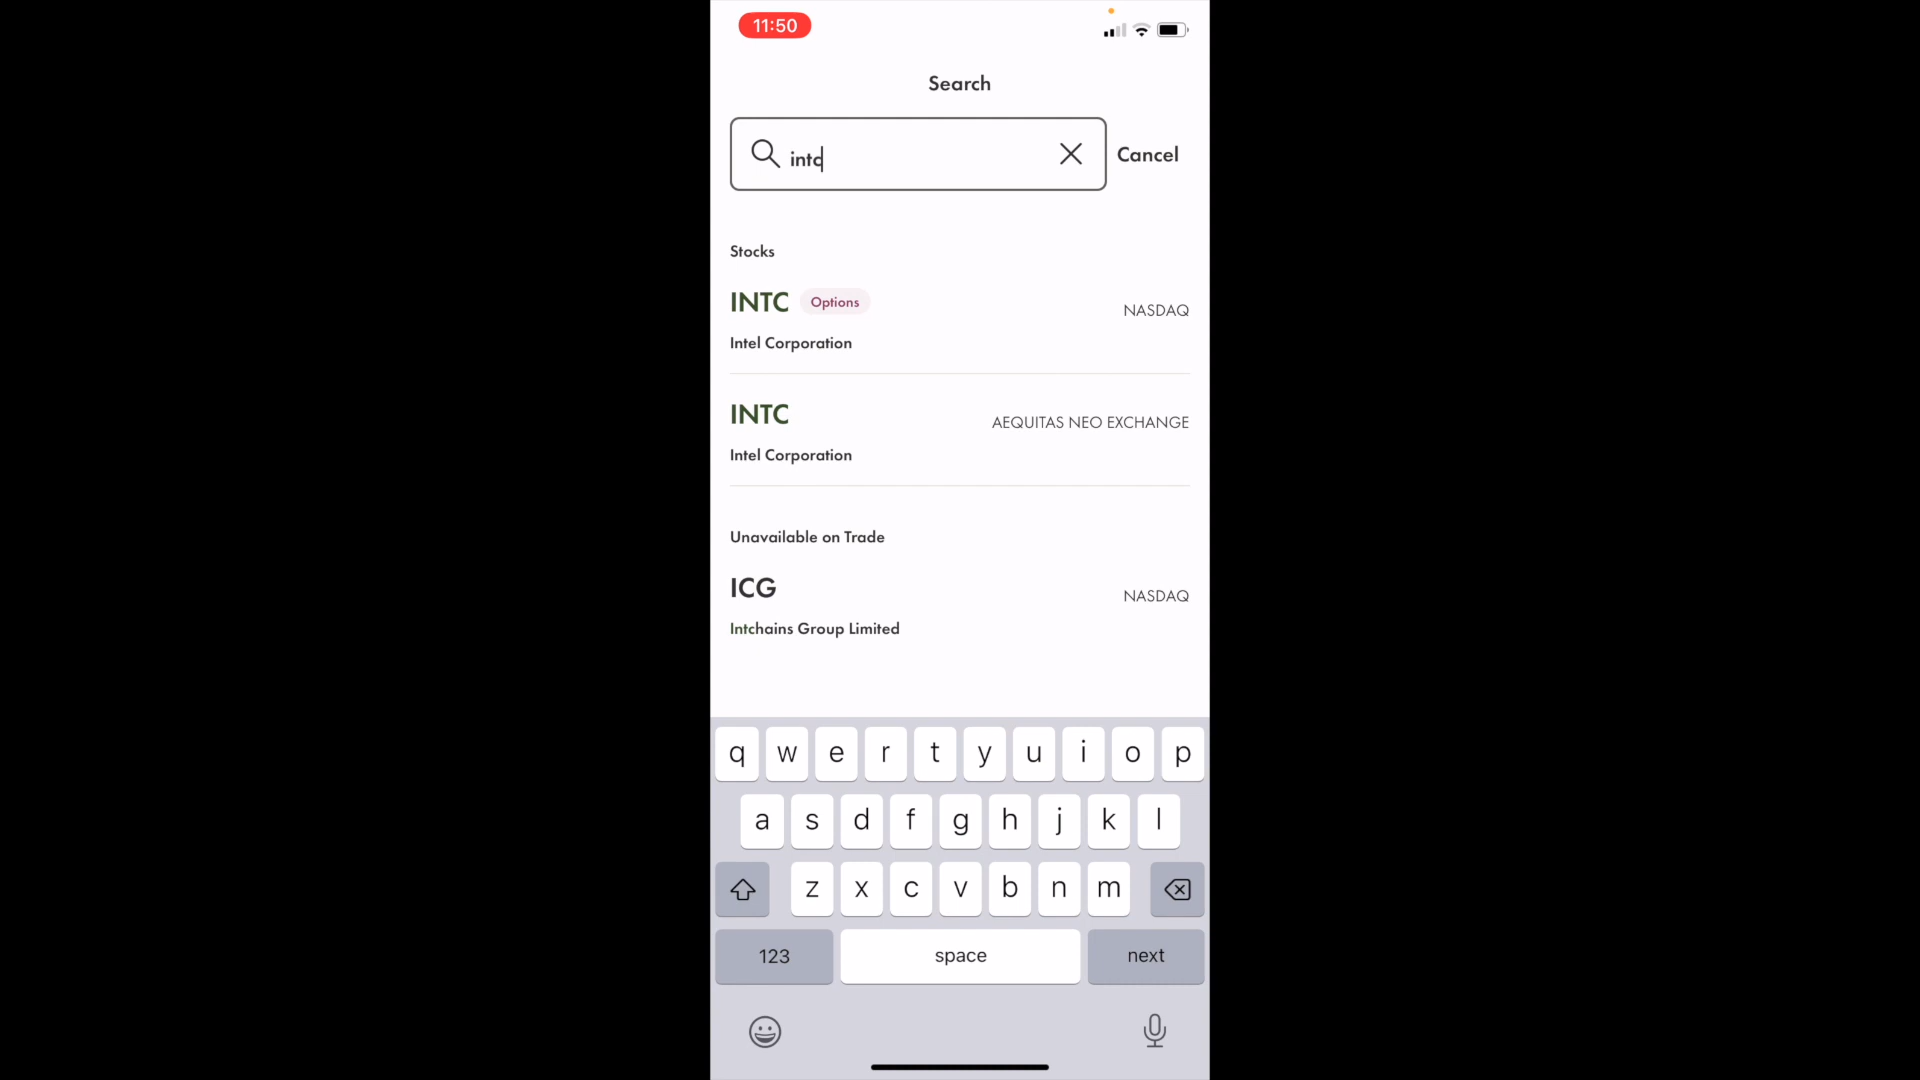 11:50
Search
intc
Cancel
Stocks
INTC Options
NASDAQ
Intel Corporation
INTC
AEQUITAS NEO EXCHANGE
Intel Corporation
Unavailable on Trade
ICG
NASDAQ
Intchains Group Limited
q w e r t y u i o p
a s d f g h j k l
z x c v b n m
123 space next